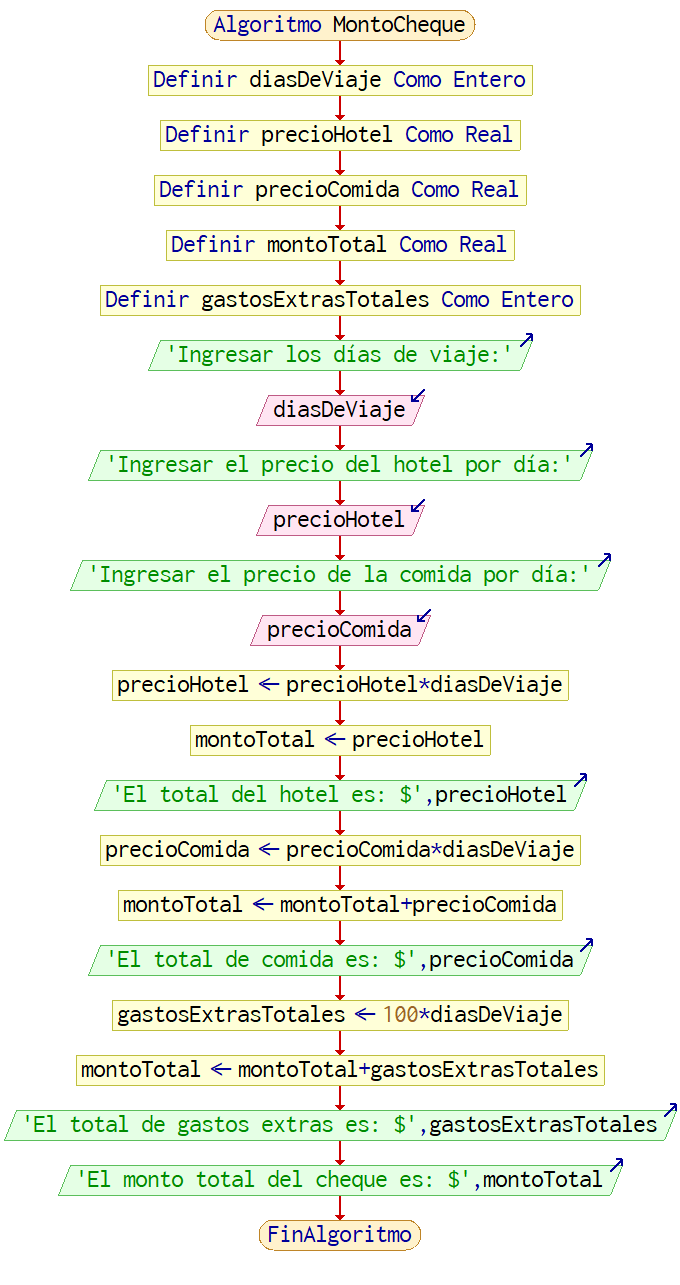 Algoritmo MontoCheque
Definir diasDeViaje Como Entero
Definir precioHotel Como Real
Definir precioComida Como Real
Definir montoTotal Como Real
Definir gastosExtrasTotales Como Entero
'Ingresar los días de viaje:'
diasDeViaje
'Ingresar el precio del hotel por día:'
precioHotel
'Ingresar el precio de la comida por día:'
precioComida
precioHotel ← precioHotel*diasDeViaje
montoTotal ← precioHotel
'El total del hotel es: $',precioHotel
precioComida ← precioComida*diasDeViaje
montoTotal ← montoTotal+precioComida
'El total de comida es: $',precioComida
gastosExtrasTotales ← 100*diasDeViaje
montoTotal ← montoTotal+gastosExtrasTotales
'El total de gastos extras es: $',gastosExtrasTotales
'El monto total del cheque es: $',montoTotal
FinAlgoritmo